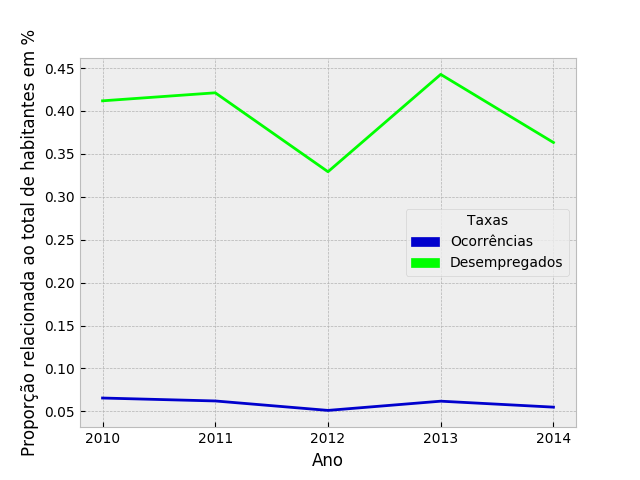 Proporção relacionada ao total de habitantes em %
0.45
0.40
0.35
0.30
0.25
0.20
0.15
0.10
0.05
Taxas
Ocorrências
Desempregados
2010 2011 2012 2013 2014
Ano